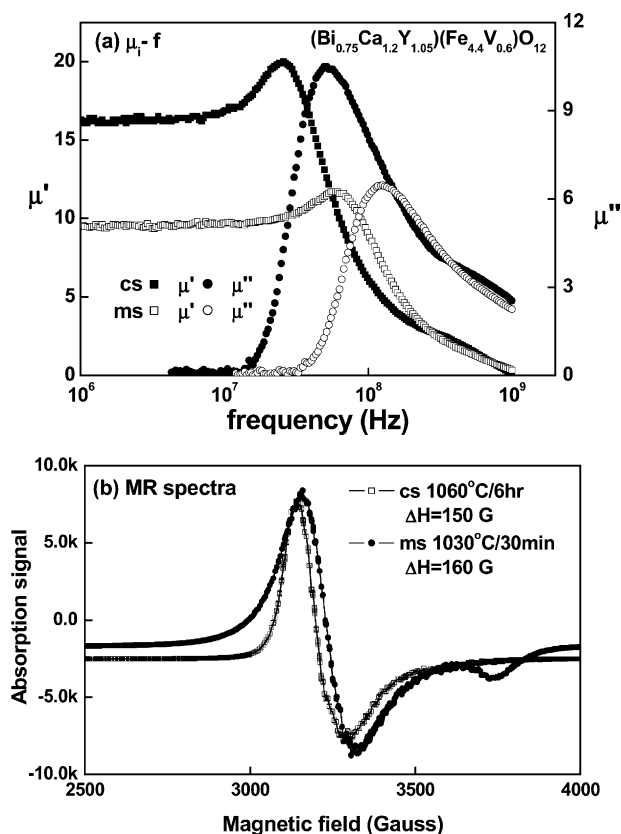 (a) μi- f (Bi0.75Ca1.2Y1.05)(Fe4.4V0.6)O12
12
20
9
15
μ'
10
6
μ''
cs μ' μ''
5
3
ms μ' μ''
0
0
10^6 10^7 10^8 10^9
frequency (Hz)
10.0k
(b) MR spectra
cs 1060°C/6hr
ΔH=150 G
5.0k
ms 1030°C/30min
ΔH=160 G
Absorption signal
0.0
-5.0k
-10.0k
2500 3000 3500 4000
Magnetic field (Gauss)